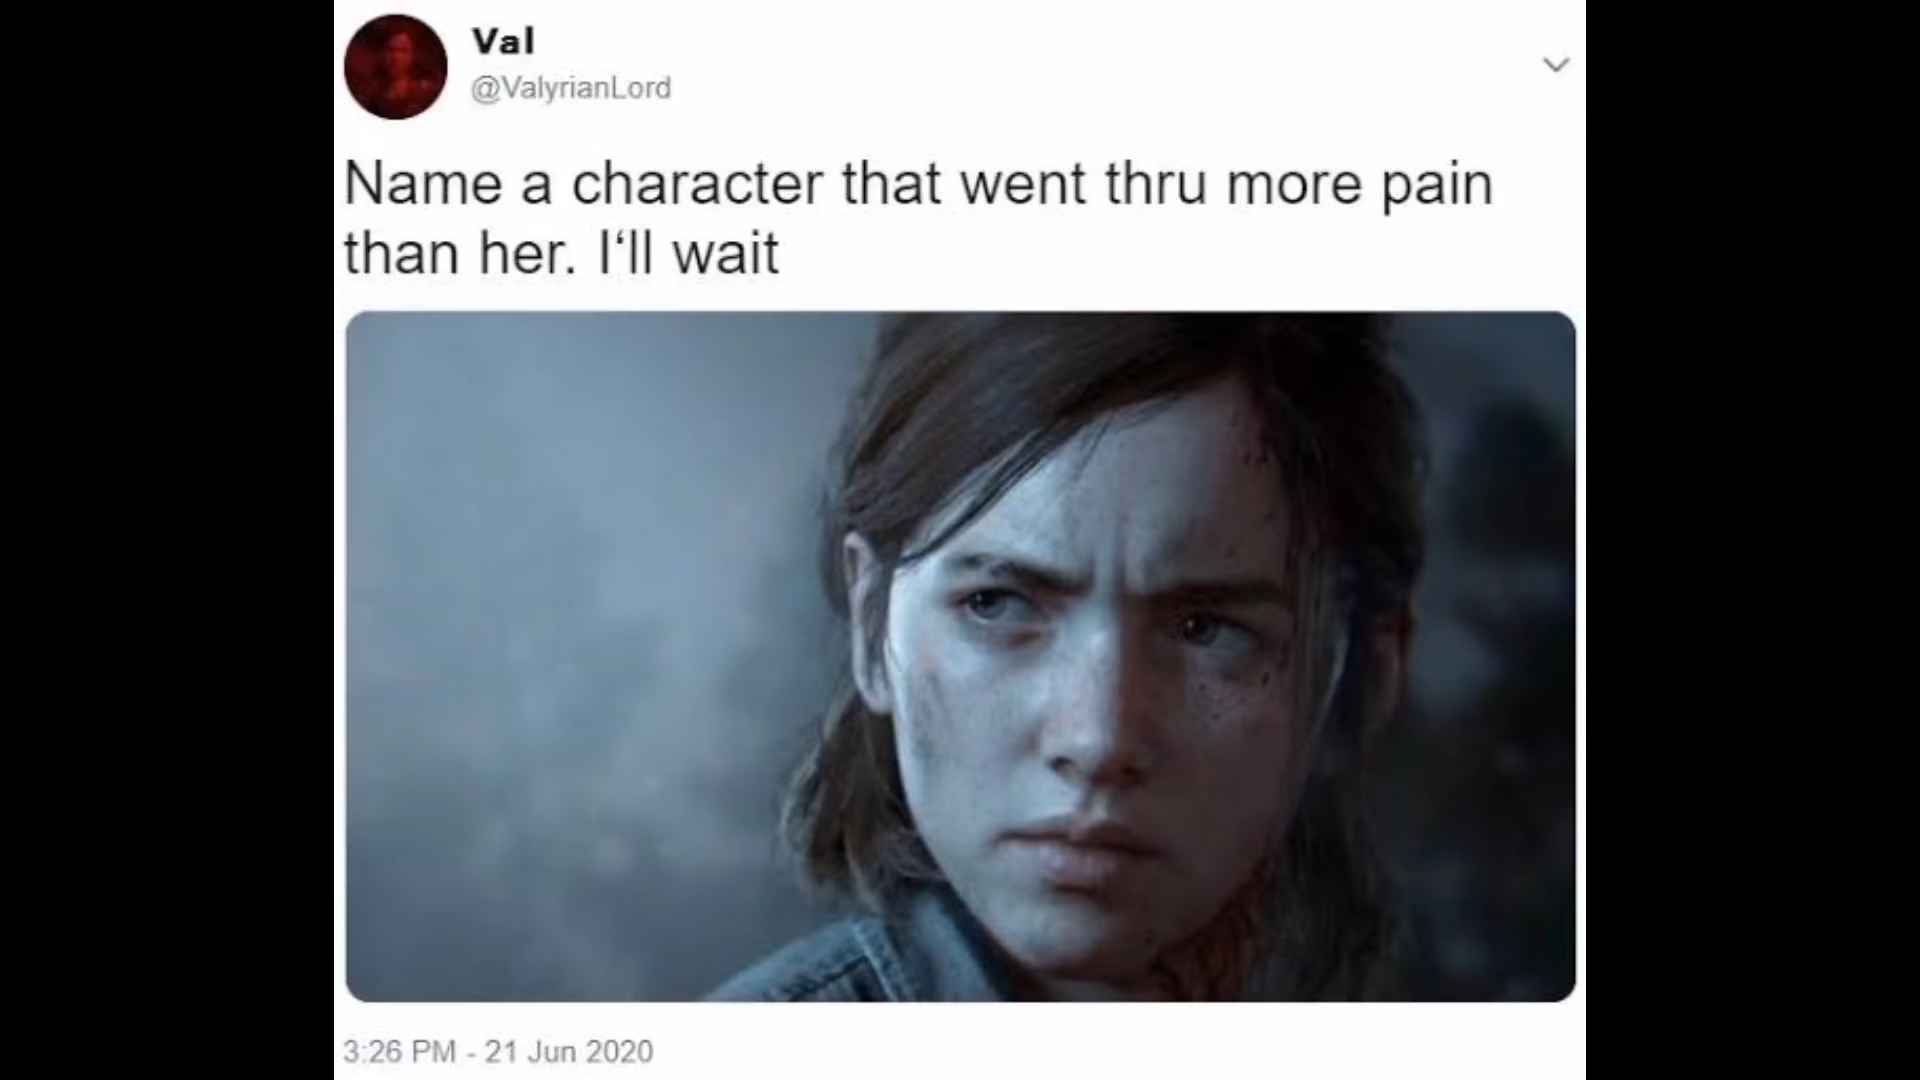 Val
@ValyrianLord
Name a character that went thru more pain
than her. I‘ll wait
3:26 PM - 21 Jun 2020